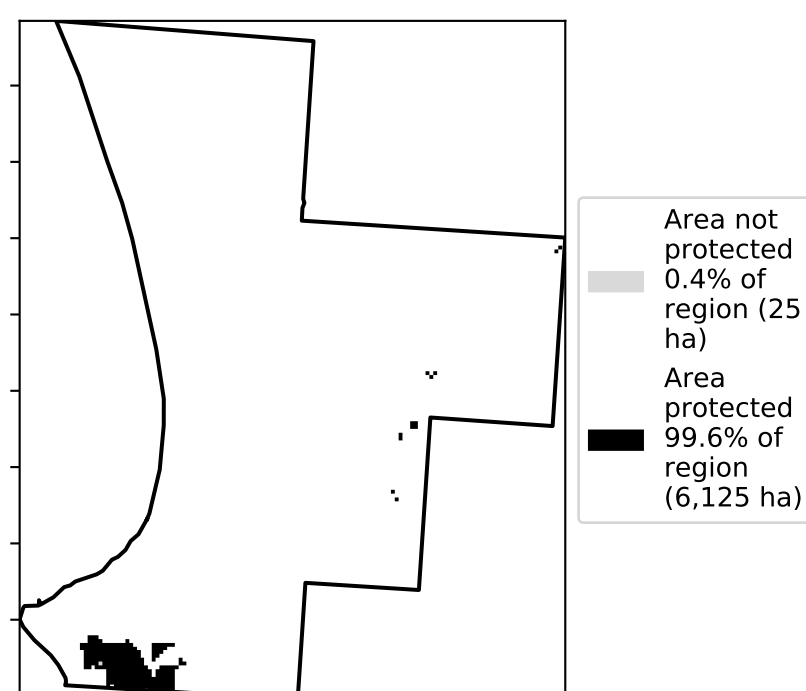 Area not
protected
0.4% of
region (25
ha)
Area
protected
99.6% of
region
(6,125 ha)